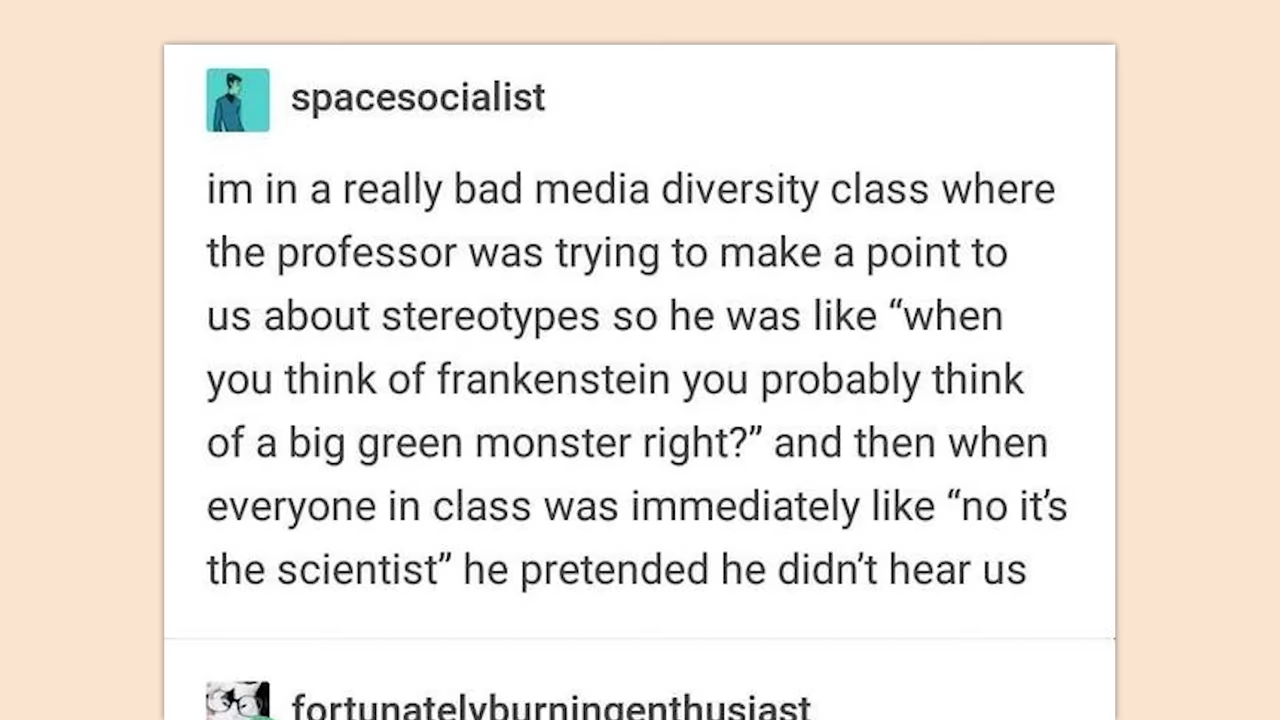 spacesocialist
im in a really bad media diversity class where
the professor was trying to make a point to
us about stereotypes so he was like “when
you think of frankenstein you probably think
of a big green monster right?” and then when
everyone in class was immediately like “no it’s
the scientist” he pretended he didn’t hear us
fortunatelyburningenthusiast